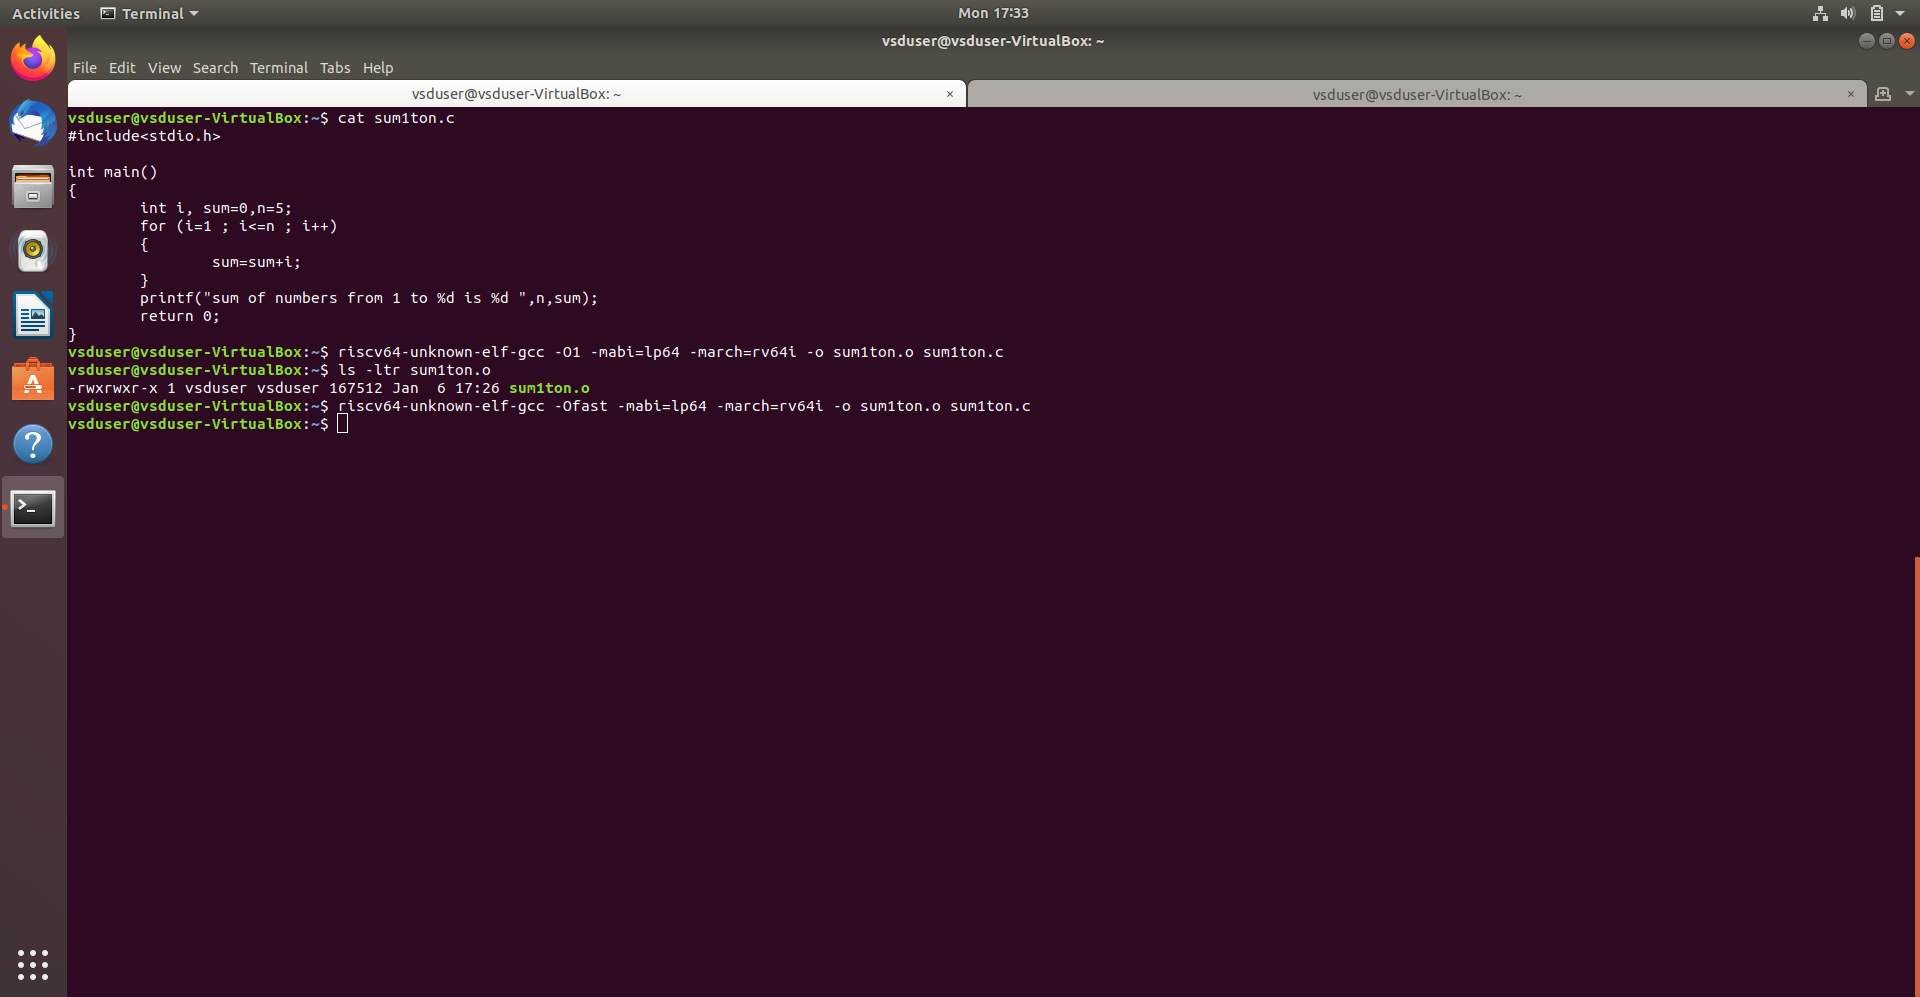 Activities Terminal Mon 17:33
vsduser@vsduser-VirtualBox: ~
File Edit View Search Terminal Tabs Help
vsduser@vsduser-VirtualBox: ~ × vsduser@vsduser-VirtualBox: ~ ×
vsduser@vsduser-VirtualBox:~$ cat sum1ton.c
#include<stdio.h>

int main()
{
        int i, sum=0,n=5;
        for (i=1 ; i<=n ; i++)
        {
                sum=sum+i;
        }
        printf("sum of numbers from 1 to %d is %d ",n,sum);
        return 0;
}
vsduser@vsduser-VirtualBox:~$ riscv64-unknown-elf-gcc -O1 -mabi=lp64 -march=rv64i -o sum1ton.o sum1ton.c
vsduser@vsduser-VirtualBox:~$ ls -ltr sum1ton.o
-rwxrwxr-x 1 vsduser vsduser 167512 Jan  6 17:26 sum1ton.o
vsduser@vsduser-VirtualBox:~$ riscv64-unknown-elf-gcc -Ofast -mabi=lp64 -march=rv64i -o sum1ton.o sum1ton.c
vsduser@vsduser-VirtualBox:~$